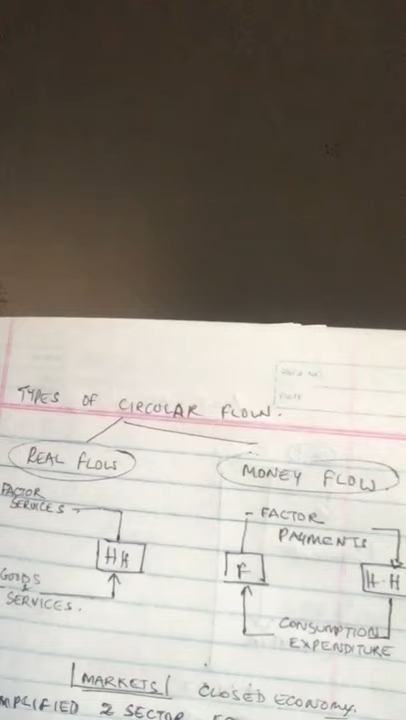 TYPES OF CIRCULAR FLOW.
REAL FLOWS
MONEY FLOW
FACTOR
SERVICES
- FACTOR
PAYMENTS
HH
F
H.H
GOODS
&
SERVICES.
CONSUMPTION
EXPENDITURE
MARKETS CLOSED ECONOMY.
2 SECTOR